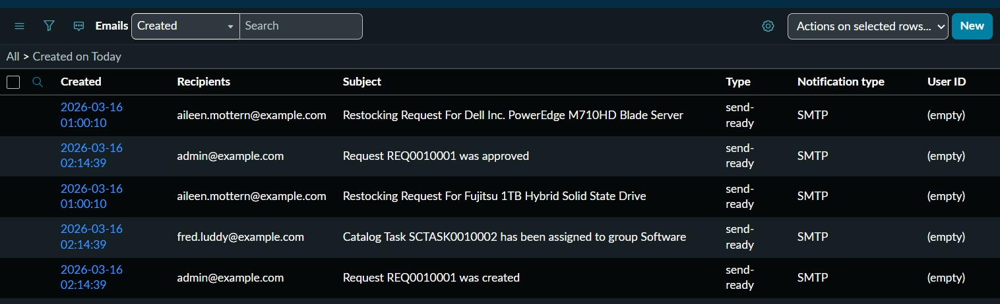 Emails Created Search Actions on selected rows... New
All > Created on Today
Created Recipients Subject Type Notification type User ID
2026-03-16 01:00:10 aileen.mottern@example.com Restocking Request For Dell Inc. PowerEdge M710HD Blade Server send-ready SMTP (empty)
2026-03-16 02:14:39 admin@example.com Request REQ0010001 was approved send-ready SMTP (empty)
2026-03-16 01:00:10 aileen.mottern@example.com Restocking Request For Fujitsu 1TB Hybrid Solid State Drive send-ready SMTP (empty)
2026-03-16 02:14:39 fred.luddy@example.com Catalog Task SCTASK0010002 has been assigned to group Software send-ready SMTP (empty)
2026-03-16 02:14:39 admin@example.com Request REQ0010001 was created send-ready SMTP (empty)